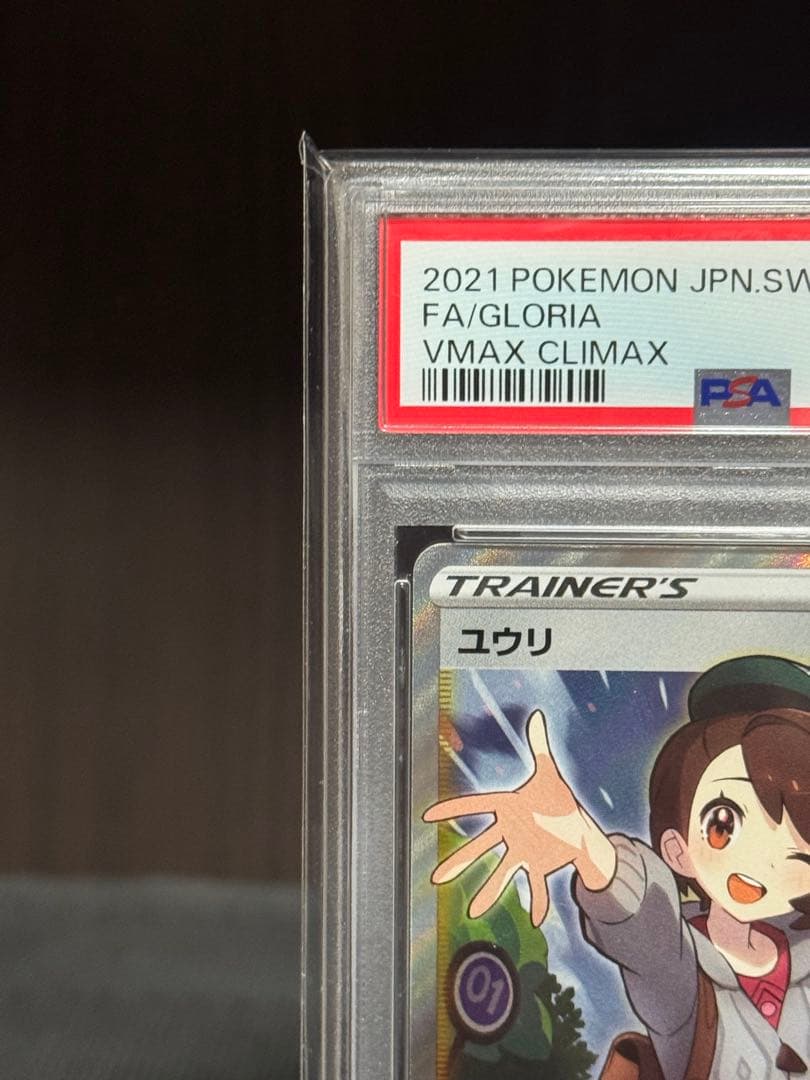 2021 POKEMON JPN.SW
FA/GLORIA
VMAX CLIMAX
PSA
TRAINER'S
ユウリ
01